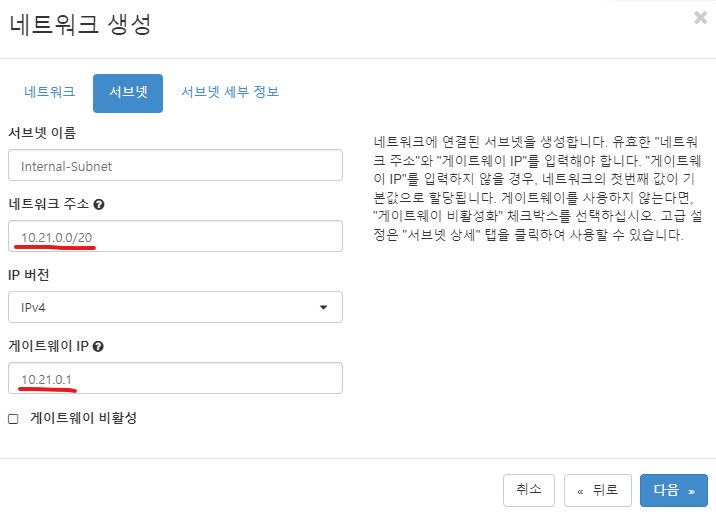 네트워크 생성
×
네트워크
서브넷
서브넷 세부 정보
서브넷 이름
Internal-Subnet
네트워크 주소
10.21.0.0/20
IP 버전
IPv4
게이트웨이 IP
10.21.0.1
게이트웨이 비활성
네트워크에 연결된 서브넷을 생성합니다. 유효한 "네트워
크 주소"와 "게이트웨이 IP"를 입력해야 합니다. "게이트웨
이 IP"를 입력하지 않을 경우, 네트워크의 첫번째 값이 기
본값으로 할당됩니다. 게이트웨이를 사용하지 않는다면,
"게이트웨이 비활성화" 체크박스를 선택하십시오. 고급 설
정은 "서브넷 상세" 탭을 클릭하여 사용할 수 있습니다.
취소
« 뒤로
다음 »